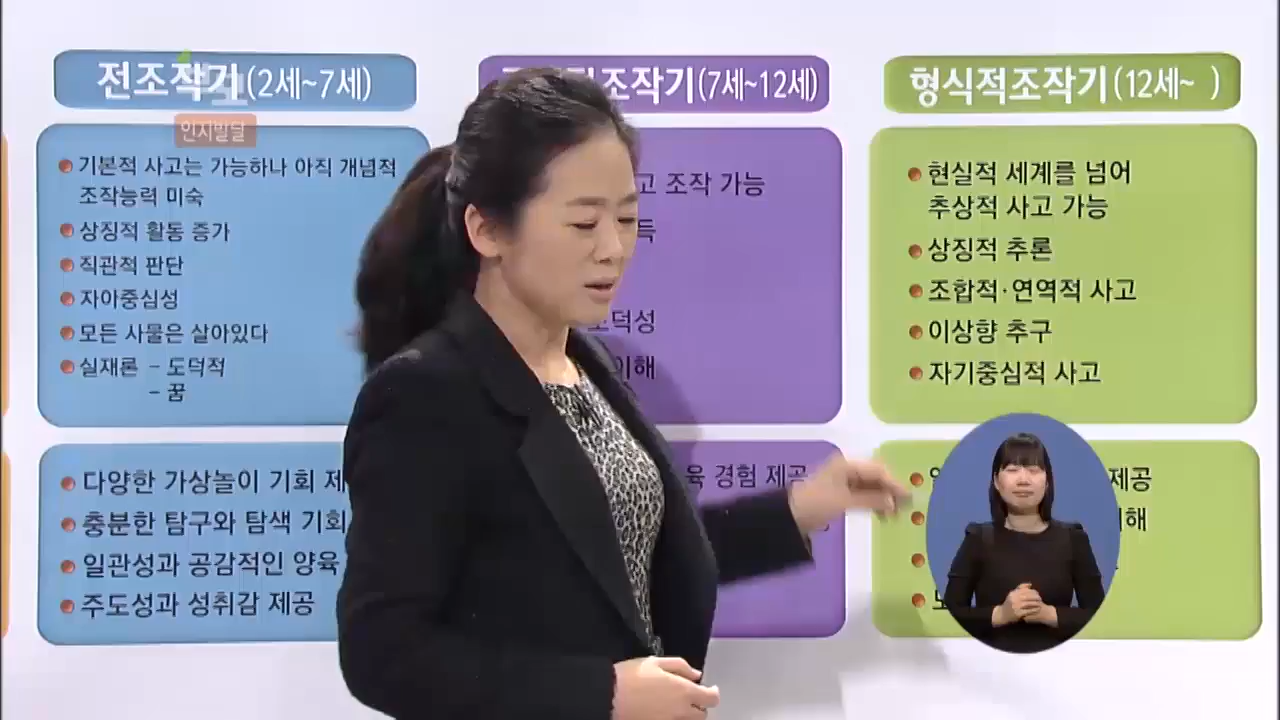 전조작기(2세~7세)
인지발달
기본적 사고는 가능하나 아직 개념적
조작능력 미숙
상징적 활동 증가
직관적 판단
자아중심성
모든 사물은 살아있다
실재론 - 도덕적
- 꿈
다양한 가상놀이 기회
충분한 탐구와 탐색 기회
일관성과 공감적인 양육
주도성과 성취감 제공
조작기(7세~12세)
조작 가능
이해
경험 제공
형식적조작기(12세~ )
현실적 세계를 넘어
추상적 사고 가능
상징적 추론
조합적·연역적 사고
이상향 추구
자기중심적 사고
제공